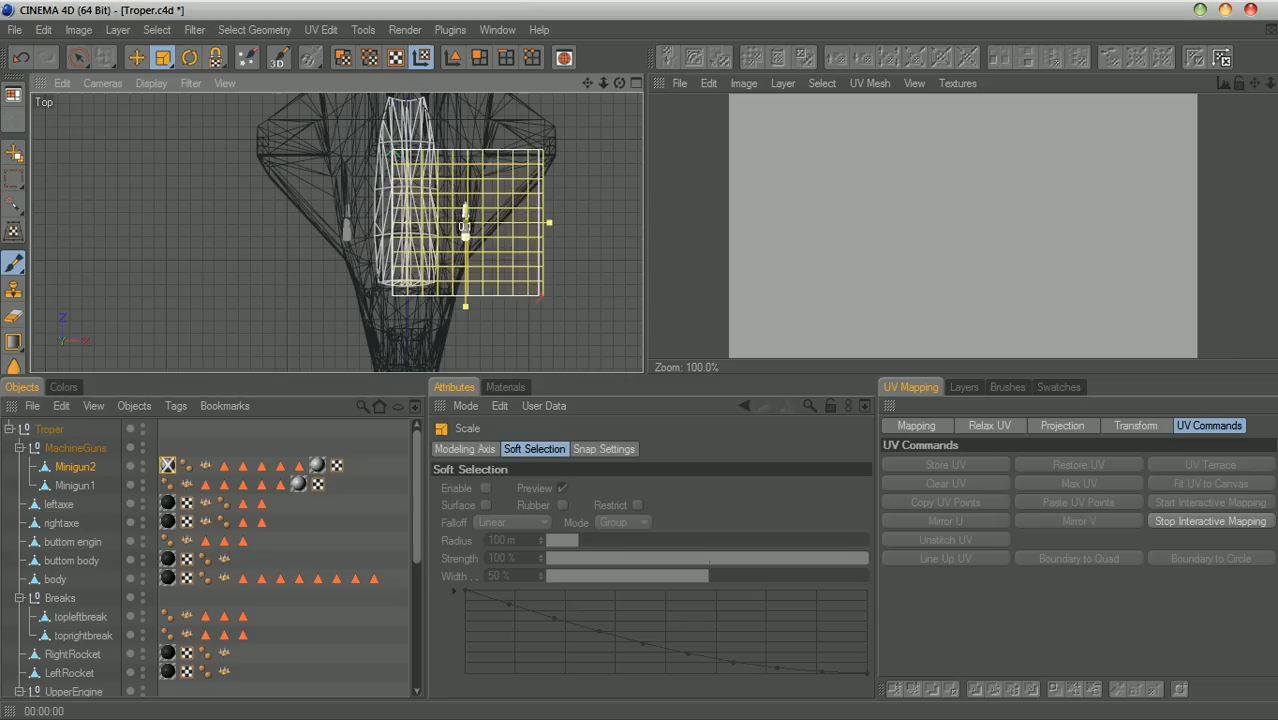 CINEMA 4D (64 Bit) - [Troper.c4d *]
File Edit Image Layer Select Filter Select Geometry UV Edit Tools Render Plugins Window Help
3D
Edit Cameras Display Filter View
File Edit Image Layer Select UV Mesh View Textures
Top
Z
Y
X
Zoom: 100.0%
Objects Colors
Attributes Materials
UV Mapping Layers Brushes Swatches
File Edit View Objects Tags Bookmarks
Mode Edit User Data
Troper
MachineGuns
Minigun2
Minigun1
leftaxe
rightaxe
buttom engin
buttom body
body
Breaks
topleftbreak
toprightbreak
RightRocket
LeftRocket
UpperEngine
Scale
Modeling Axis Soft Selection Snap Settings
Soft Selection
Enable Preview
Surface Rubber Restrict
Falloff Linear Mode Group
Radius 100 m
Strength 100 %
Width . . 50 %
Mapping Relax UV Projection Transform UV Commands
UV Commands
Store UV Restore UV UV Terrace
Clear UV Max UV Fit UV to Canvas
Copy UV Points Paste UV Points Start Interactive Mapping
Mirror U Mirror V Stop Interactive Mapping
Unstitch UV
Line Up UV Boundary to Quad Boundary to Circle
00:00:00